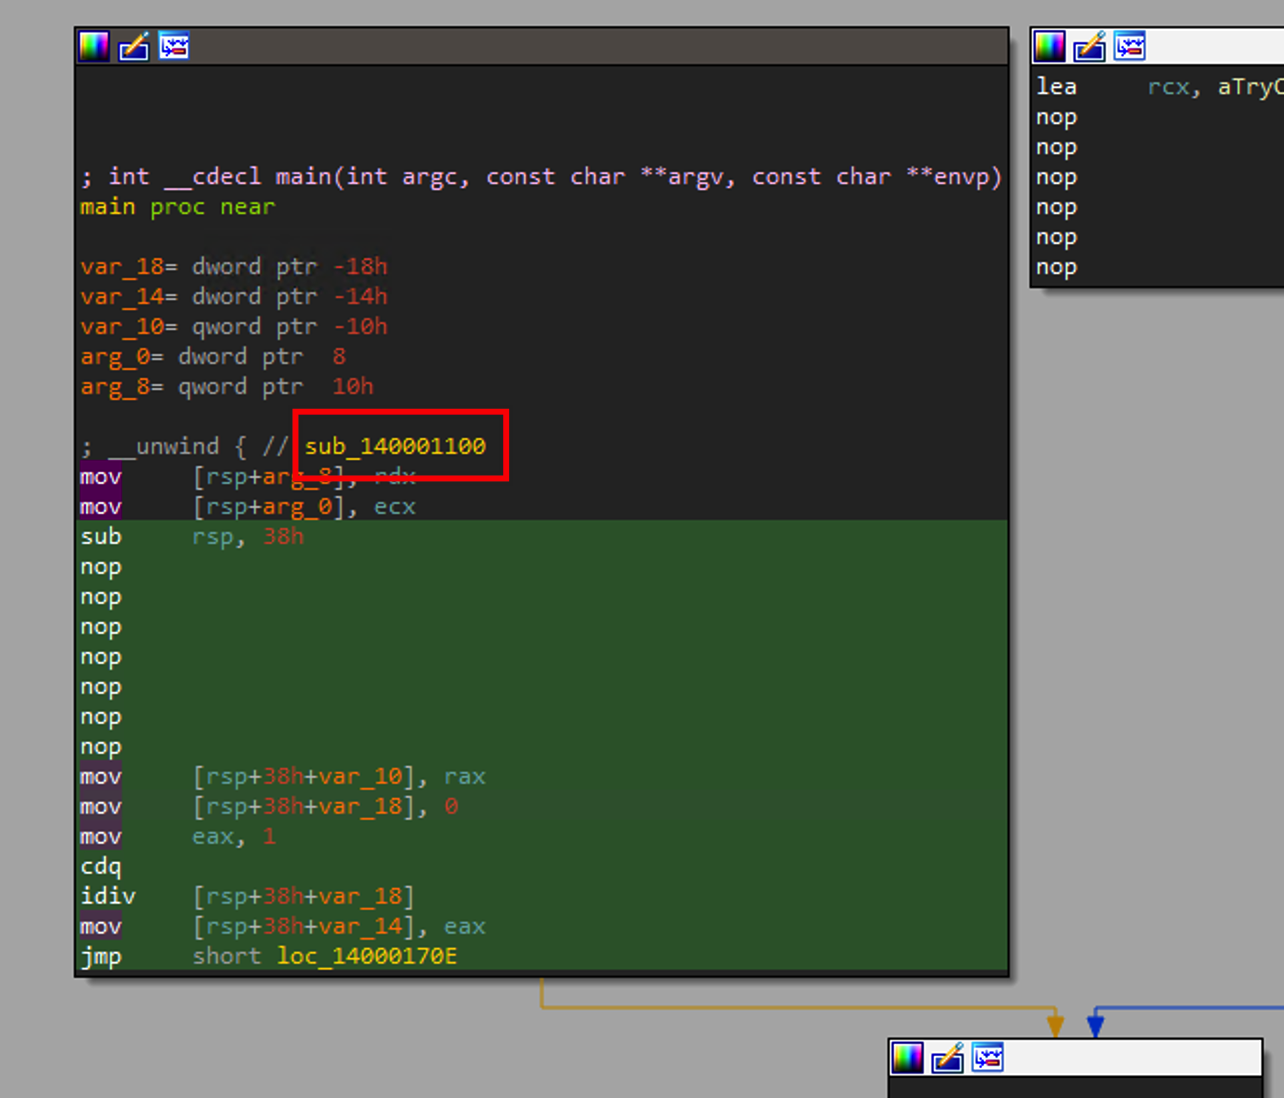 ; int __cdecl main(int argc, const char **argv, const char **envp)
main proc near
var_18= dword ptr -18h
var_14= dword ptr -14h
var_10= qword ptr -10h
arg_0= dword ptr  8
arg_8= qword ptr  10h
; __unwind { // sub_140001100
mov     [rsp+arg_8], rdx
mov     [rsp+arg_0], ecx
sub     rsp, 38h
nop
nop
nop
nop
nop
nop
nop
mov     [rsp+38h+var_10], rax
mov     [rsp+38h+var_18], 0
mov     eax, 1
cdq
idiv    [rsp+38h+var_18]
mov     [rsp+38h+var_14], eax
jmp     short loc_14000170E
lea     rcx, aTryC
nop
nop
nop
nop
nop
nop